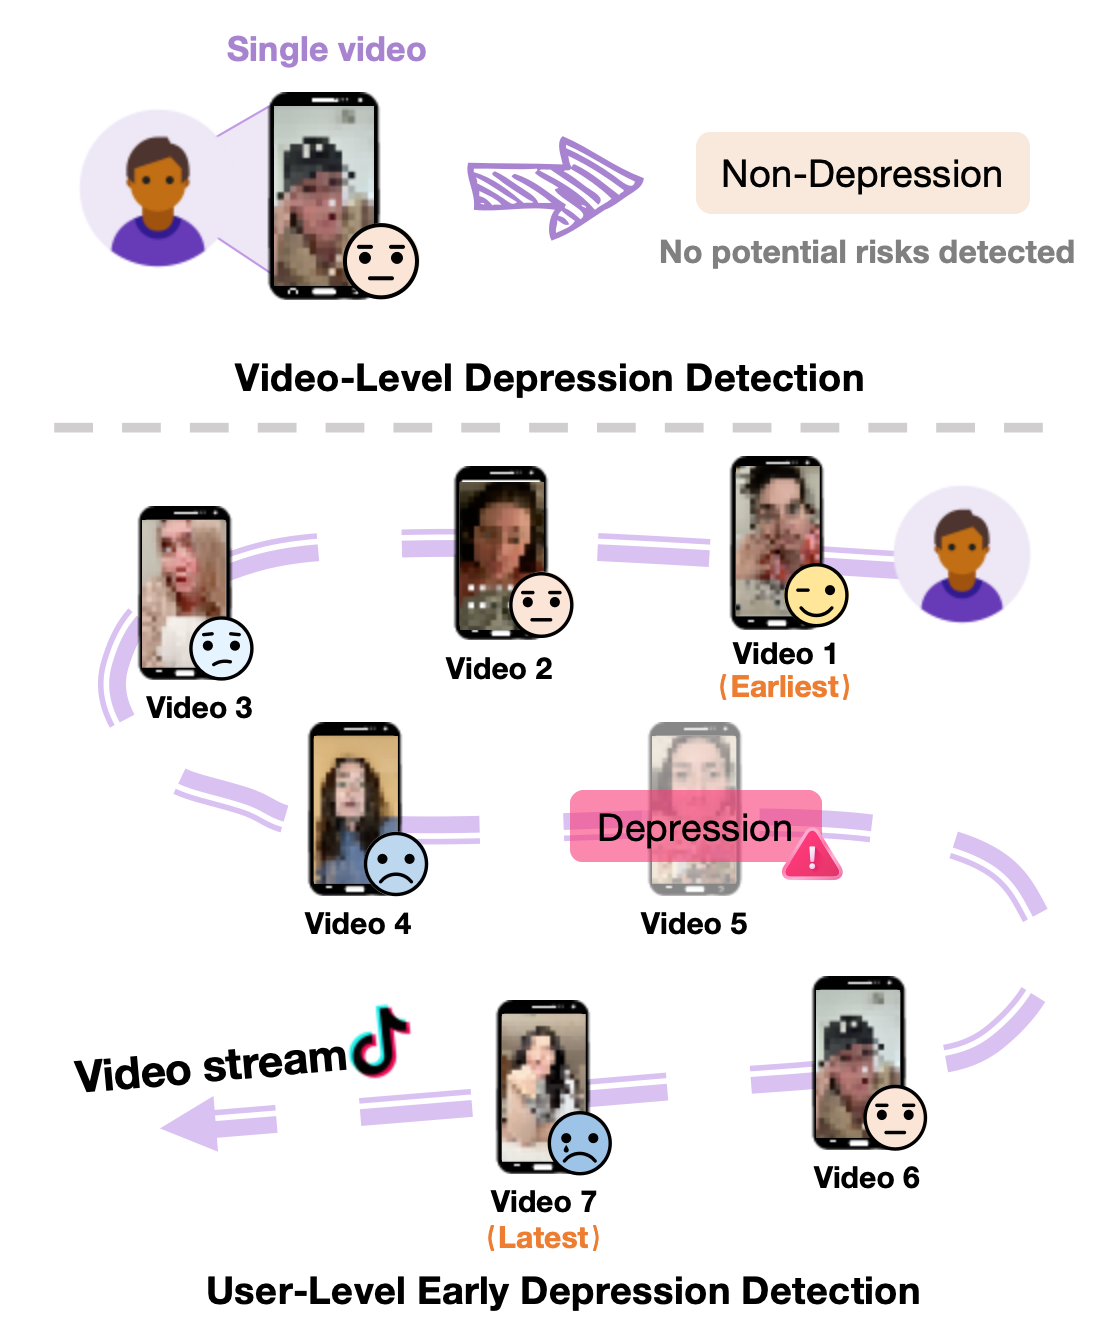 Single video
Non-Depression
No potential risks detected
Video-Level Depression Detection
Video 1
(Earliest)
Video 2
Video 3
Video 4
Depression
!
Video 5
Video 6
Video 7
(Latest)
Video stream
User-Level Early Depression Detection